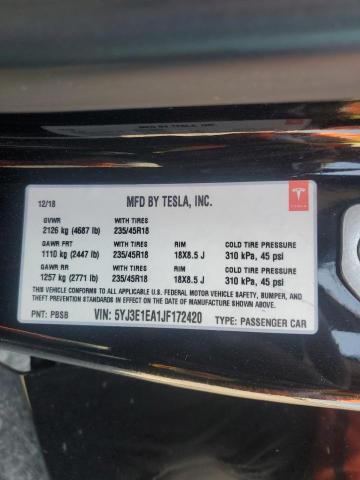 12/18 MFD BY TESLA, INC.
GVWR WITH TIRES
2126 kg (4687 lb) 235/45R18
GAWR FRT WITH TIRES RIM COLD TIRE PRESSURE
1110 kg (2447 lb) 235/45R18 18X8.5 J 310 kPa, 45 psi
GAWR RR WITH TIRES RIM COLD TIRE PRESSURE
1257 kg (2771 lb) 235/45R18 18X8.5 J 310 kPa, 45 psi
THIS VEHICLE CONFORMS TO ALL APPLICABLE U.S. FEDERAL MOTOR VEHICLE SAFETY, BUMPER, AND
THEFT PREVENTION STANDARDS IN EFFECT ON THE DATE OF MANUFACTURE SHOWN ABOVE.
PNT: PBSB VIN: 5YJ3E1EA1JF172420 TYPE: PASSENGER CAR